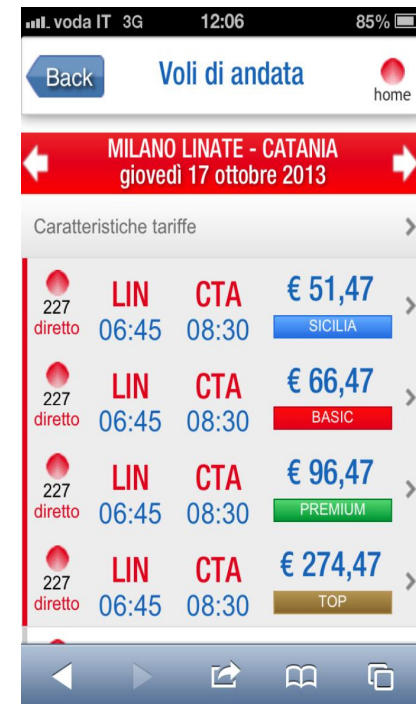 voda IT 3G 12:06 85%
Back Voli di andata home
MILANO LINATE - CATANIA
giovedì 17 ottobre 2013
Caratteristiche tariffe
227 LIN CTA € 51,47
diretto 06:45 08:30 SICILIA
227 LIN CTA € 66,47
diretto 06:45 08:30 BASIC
227 LIN CTA € 96,47
diretto 06:45 08:30 PREMIUM
227 LIN CTA € 274,47
diretto 06:45 08:30 TOP